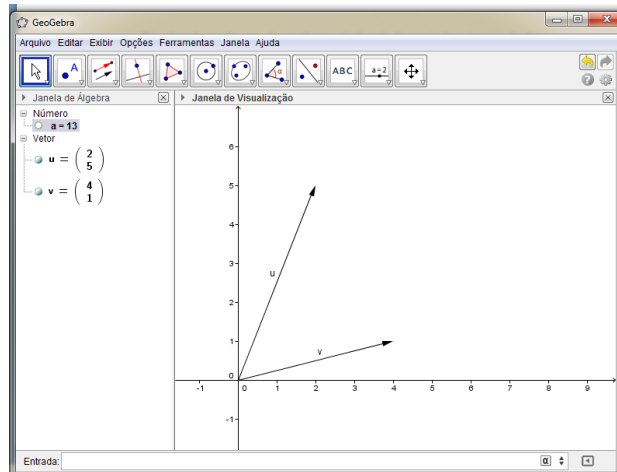 GeoGebra
Arquivo Editar Exibir Opções Ferramentas Janela Ajuda
A
α
ABC
a=2
Janela de Álgebra
Janela de Visualização
Número
a = 13
Vetor
u = ( 2
5 )
v = ( 4
1 )
6
5
4
3
2
1
0
-1
u
v
-1 0 1 2 3 4 5 6 7 8 9
Entrada:
α